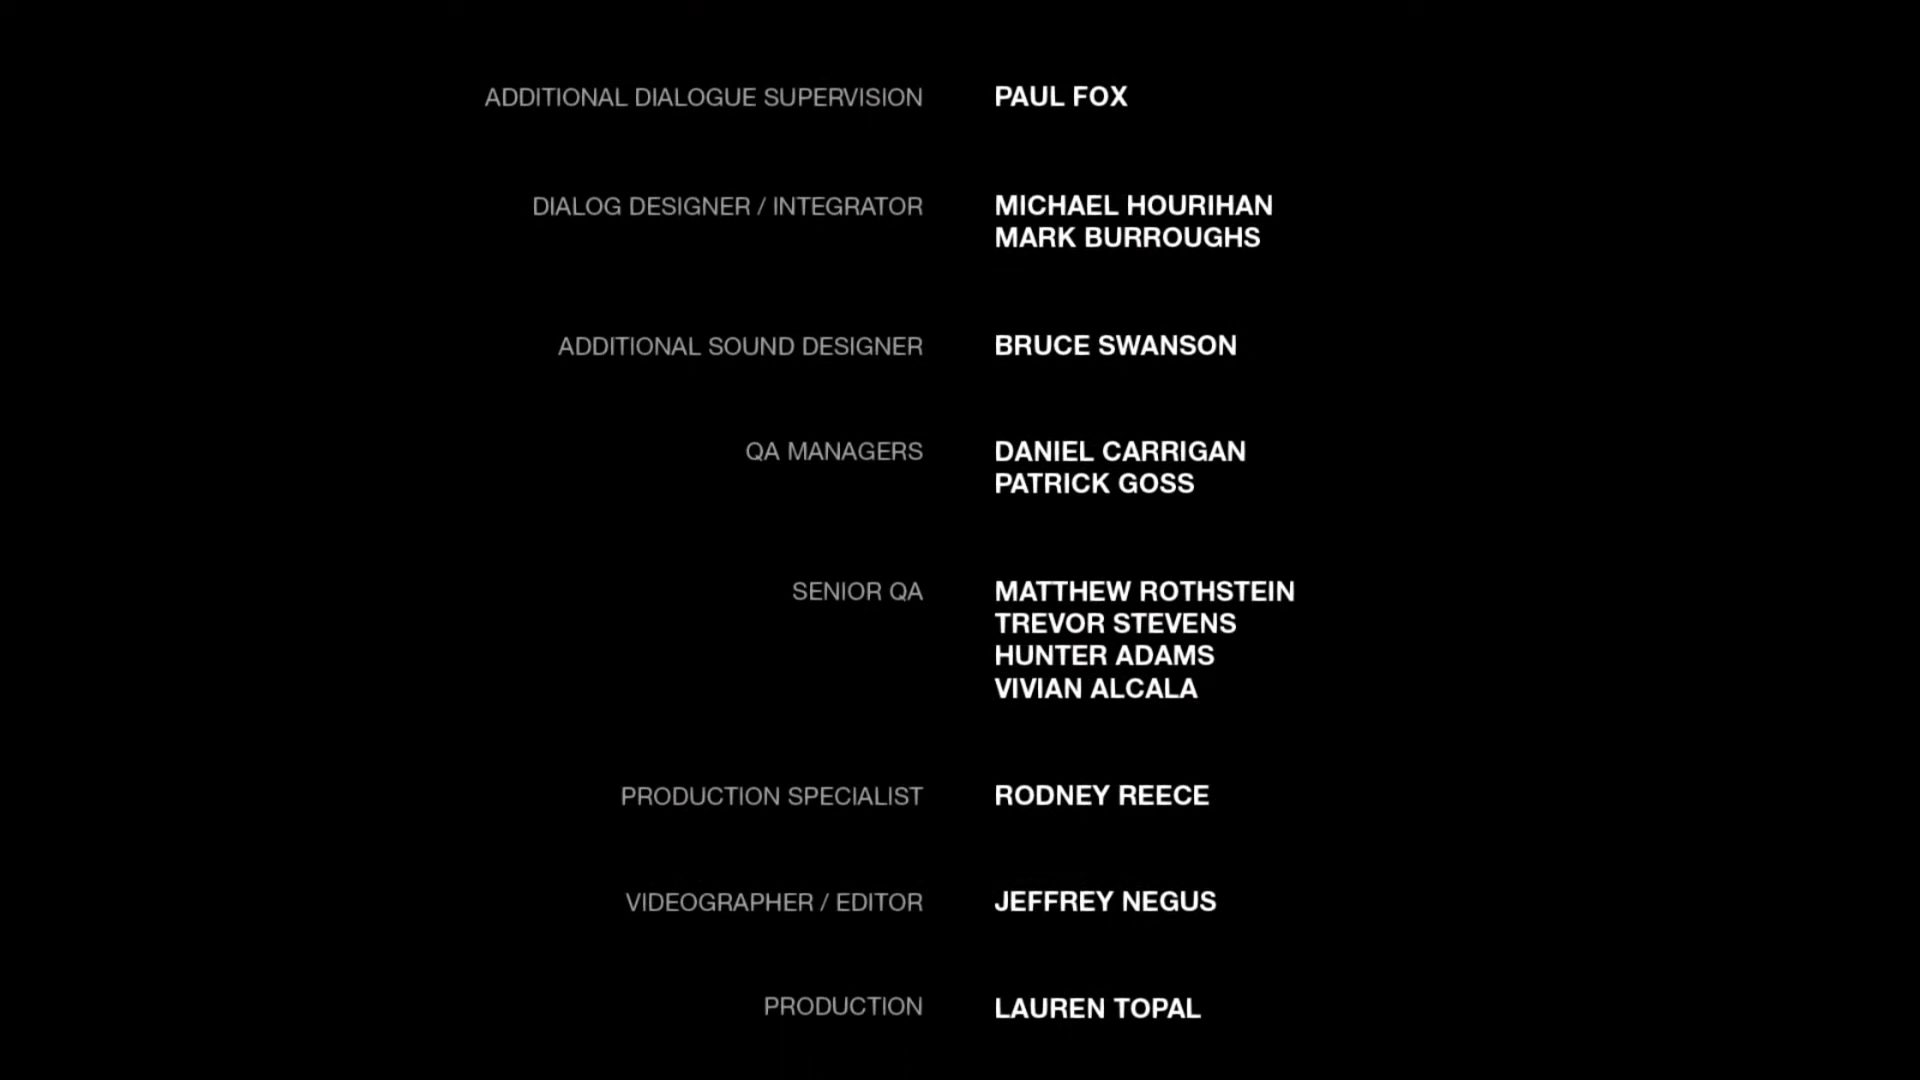 ADDITIONAL DIALOGUE SUPERVISION PAUL FOX
DIALOG DESIGNER / INTEGRATOR MICHAEL HOURIHAN
MARK BURROUGHS
ADDITIONAL SOUND DESIGNER BRUCE SWANSON
QA MANAGERS DANIEL CARRIGAN
PATRICK GOSS
SENIOR QA MATTHEW ROTHSTEIN
TREVOR STEVENS
HUNTER ADAMS
VIVIAN ALCALA
PRODUCTION SPECIALIST RODNEY REECE
VIDEOGRAPHER / EDITOR JEFFREY NEGUS
PRODUCTION LAUREN TOPAL